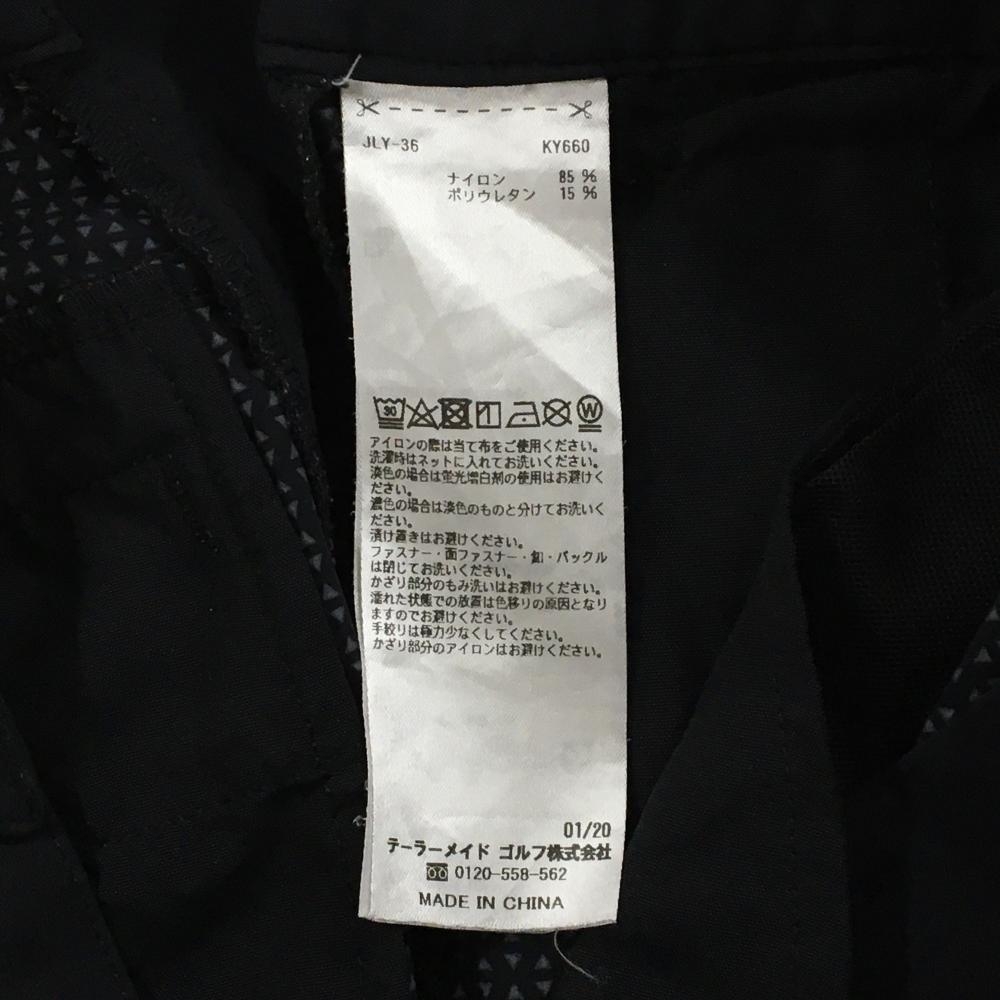 JLY-36 KY660
ナイロン 85 %
ポリウレタン 15 %
30 W
アイロンの際は当て布をご使用ください。
洗濯時はネットに入れてお洗いください。
淡色の場合は蛍光増白剤の使用はお避けく
ださい。
濃色の場合は淡色のものと分けてお洗いく
ださい。
漬け置きはお避けください。
ファスナー・面ファスナー・釦・バックル
は閉じてお洗いください。
かざり部分のもみ洗いはお避けください。
濡れた状態での放置は色移りの原因となり
ますのでお避けください。
手絞りは極力少なくしてください。
かざり部分のアイロンはお避けください。
01/20
テーラーメイド ゴルフ株式会社
0120-558-562
MADE IN CHINA